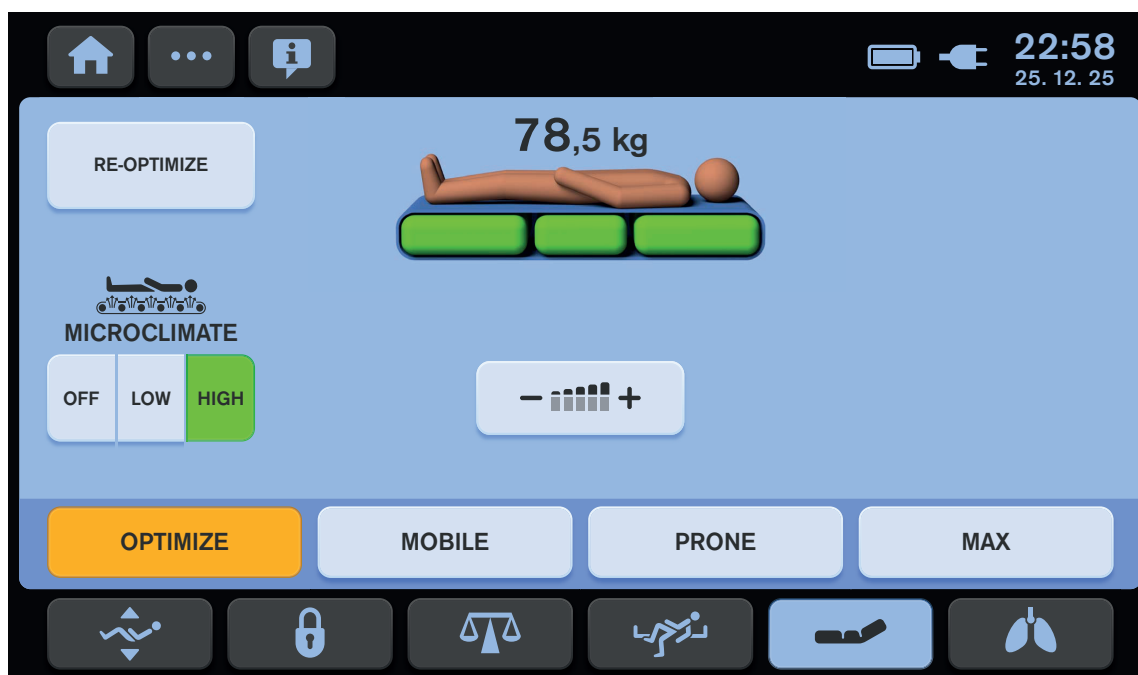 22:58
25. 12. 25
RE-OPTIMIZE
78,5 kg
MICROCLIMATE
OFF LOW HIGH
− +
OPTIMIZE MOBILE PRONE MAX